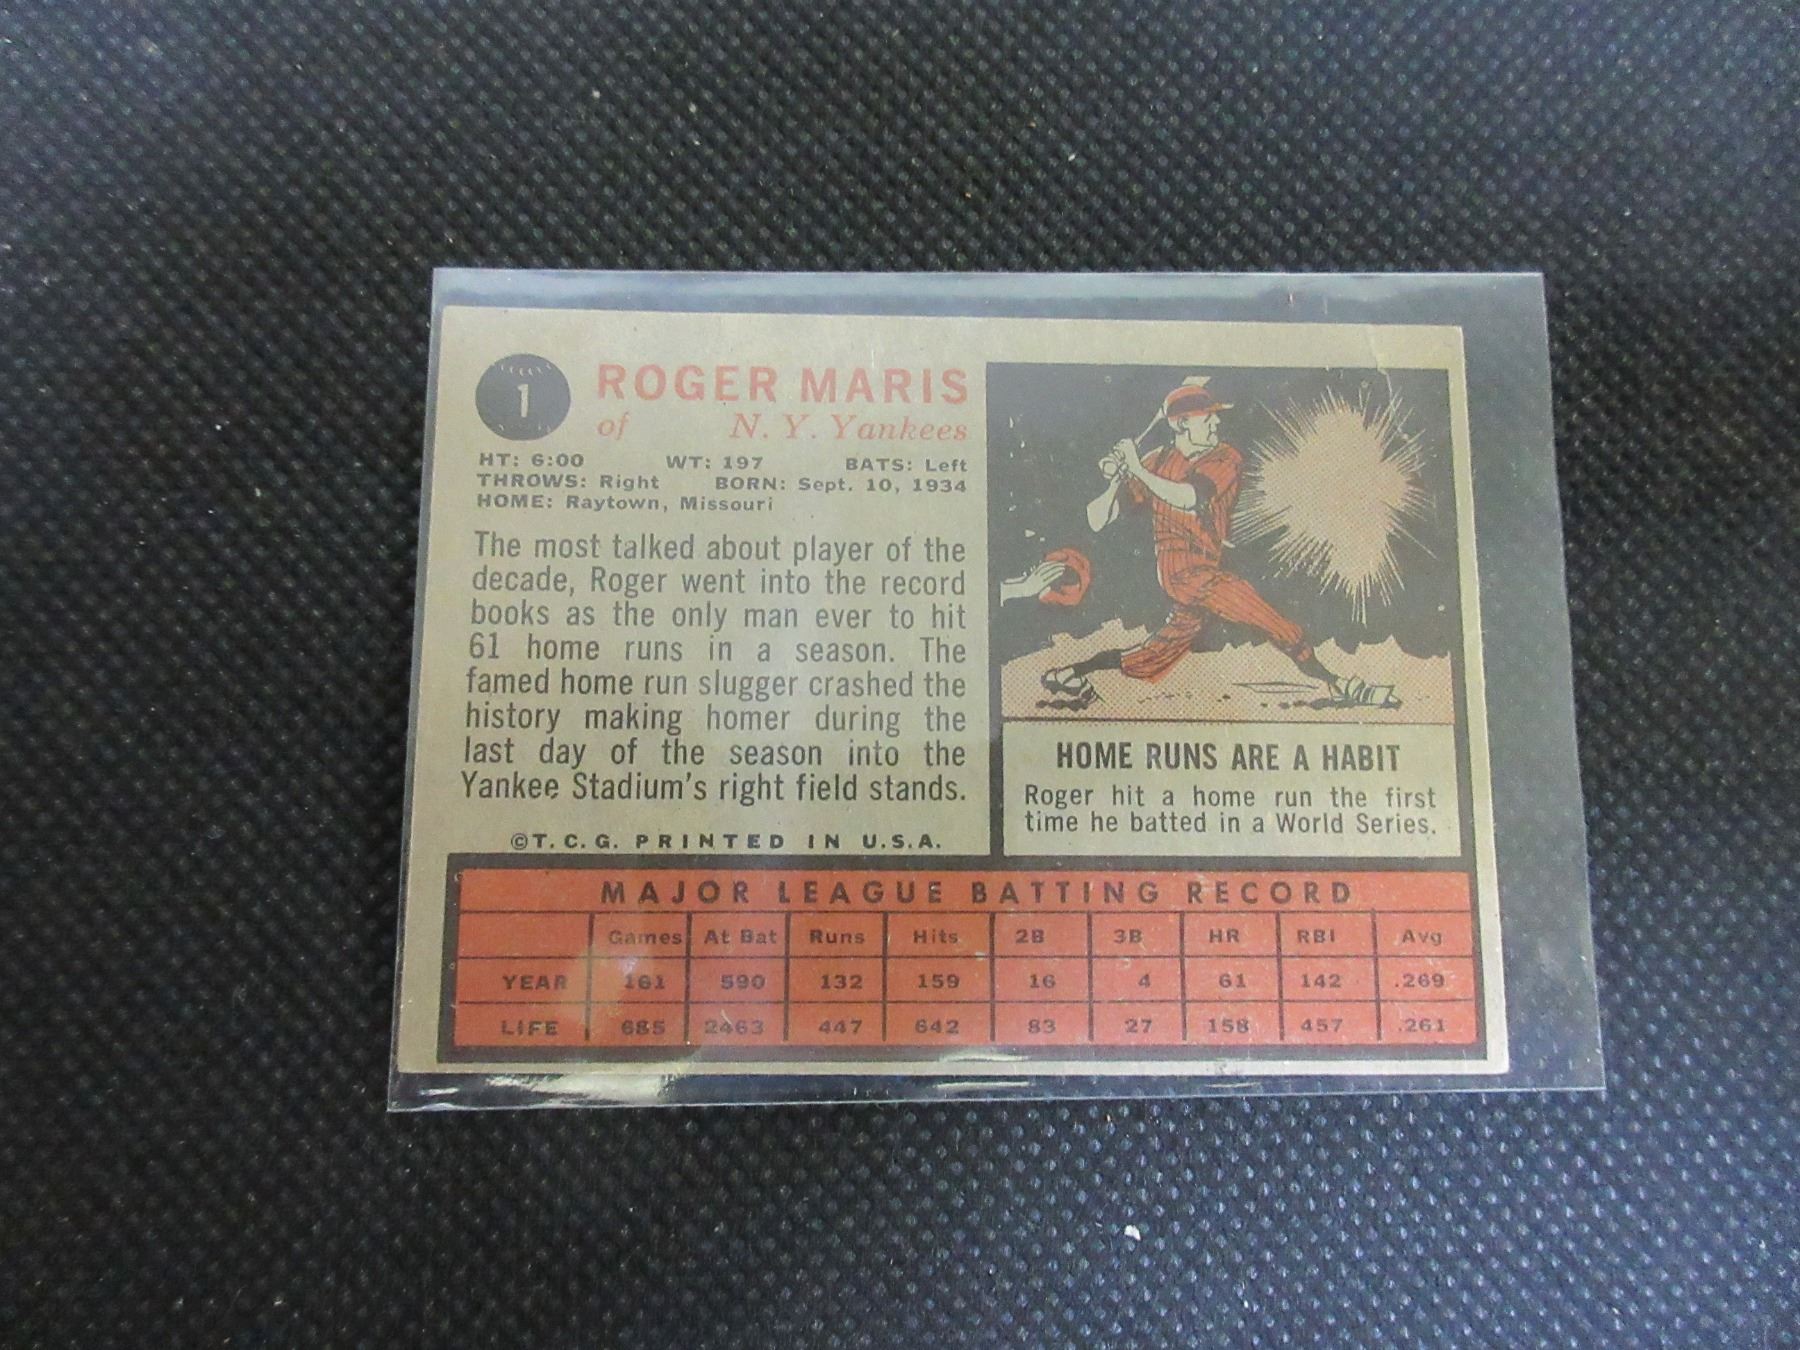 1
ROGER MARIS
of N. Y. Yankees
HT: 6:00 WT: 197 BATS: Left
THROWS: Right BORN: Sept. 10, 1934
HOME: Raytown, Missouri
The most talked about player of the
decade, Roger went into the record
books as the only man ever to hit
61 home runs in a season. The
famed home run slugger crashed the
history making homer during the
last day of the season into the
Yankee Stadium's right field stands.
©T. C. G. PRINTED IN U.S.A.
HOME RUNS ARE A HABIT
Roger hit a home run the first
time he batted in a World Series.
MAJOR LEAGUE BATTING RECORD
Games At Bat Runs Hits 2B 3B HR RBI Avg
YEAR 161 590 132 159 16 4 61 142 .269
LIFE 685 2463 447 642 83 27 158 457 .261